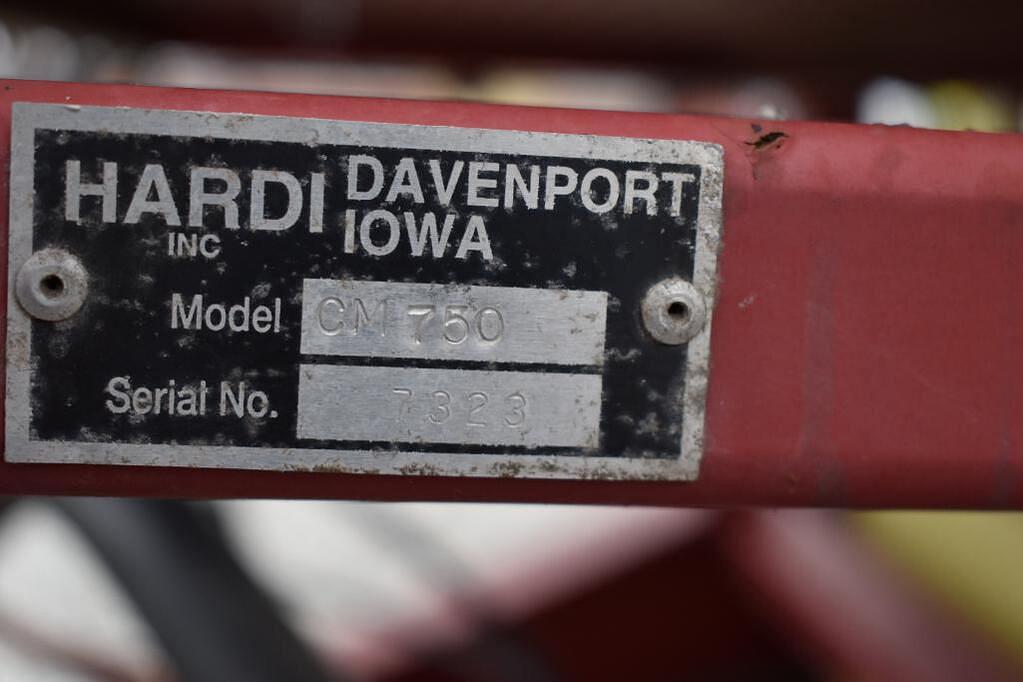 HARDI INC
DAVENPORT
IOWA
Model CM 750
Serial No. 7323